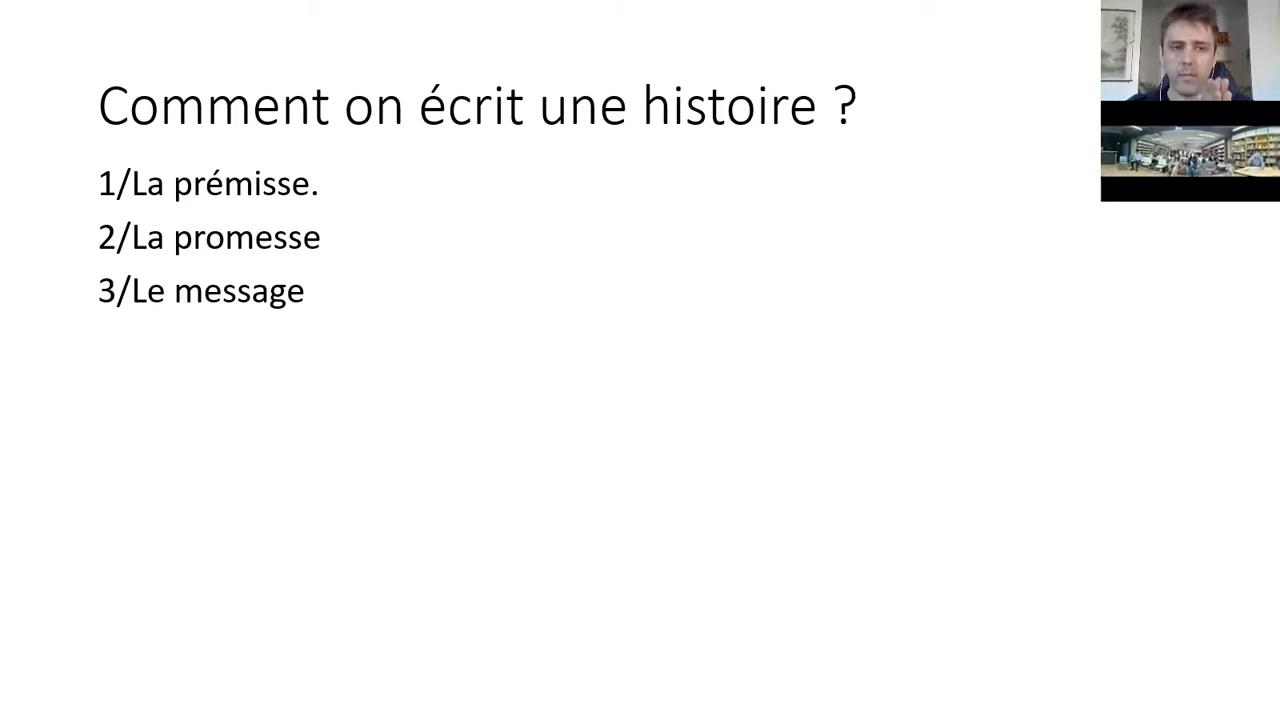 Comment on écrit une histoire ?
1/La prémisse.
2/La promesse
3/Le message